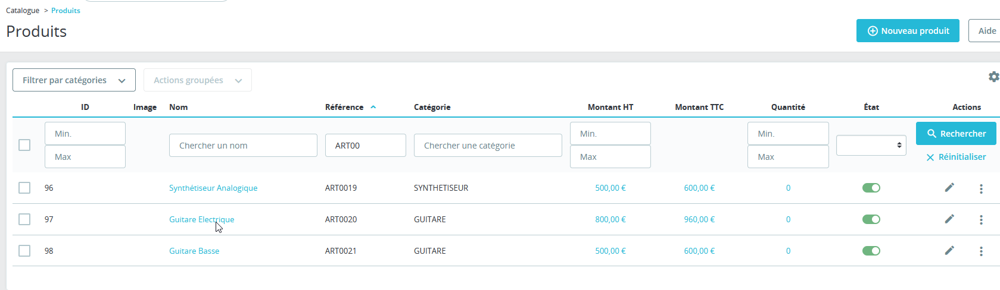 Catalogue > Produits
Produits
Nouveau produit
Aide
Filtrer par catégories
Actions groupées
ID Image Nom Référence Catégorie Montant HT Montant TTC Quantité État Actions
Min. Min. Min. Rechercher
Chercher un nom ART00 Chercher une catégorie
Max Max Max Réinitialiser
96 Synthétiseur Analogique ART0019 SYNTHETISEUR 500,00 € 600,00 € 0
97 Guitare Electrique ART0020 GUITARE 800,00 € 960,00 € 0
98 Guitare Basse ART0021 GUITARE 500,00 € 600,00 € 0